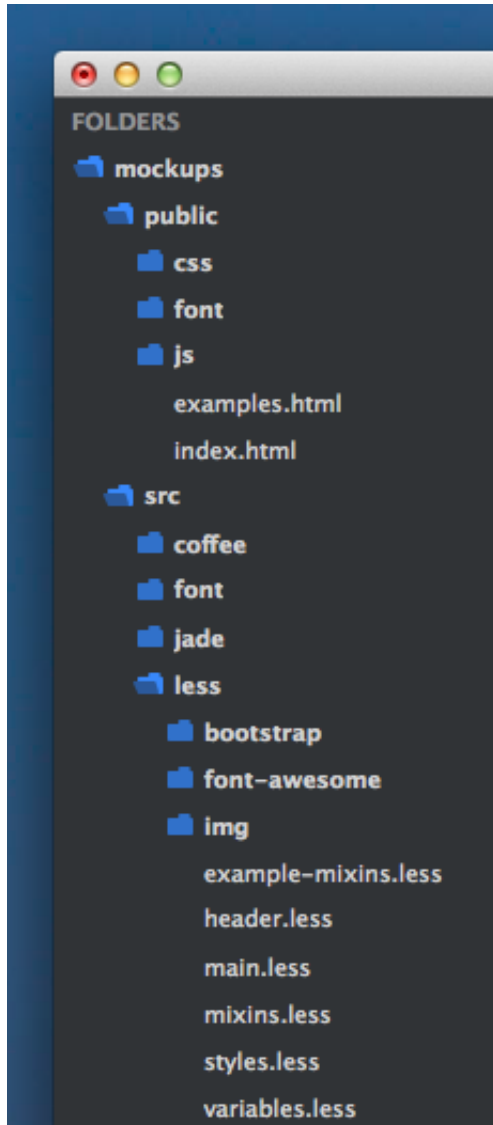 FOLDERS
mockups
public
css
font
js
examples.html
index.html
src
coffee
font
jade
less
bootstrap
font-awesome
img
example-mixins.less
header.less
main.less
mixins.less
styles.less
variables.less